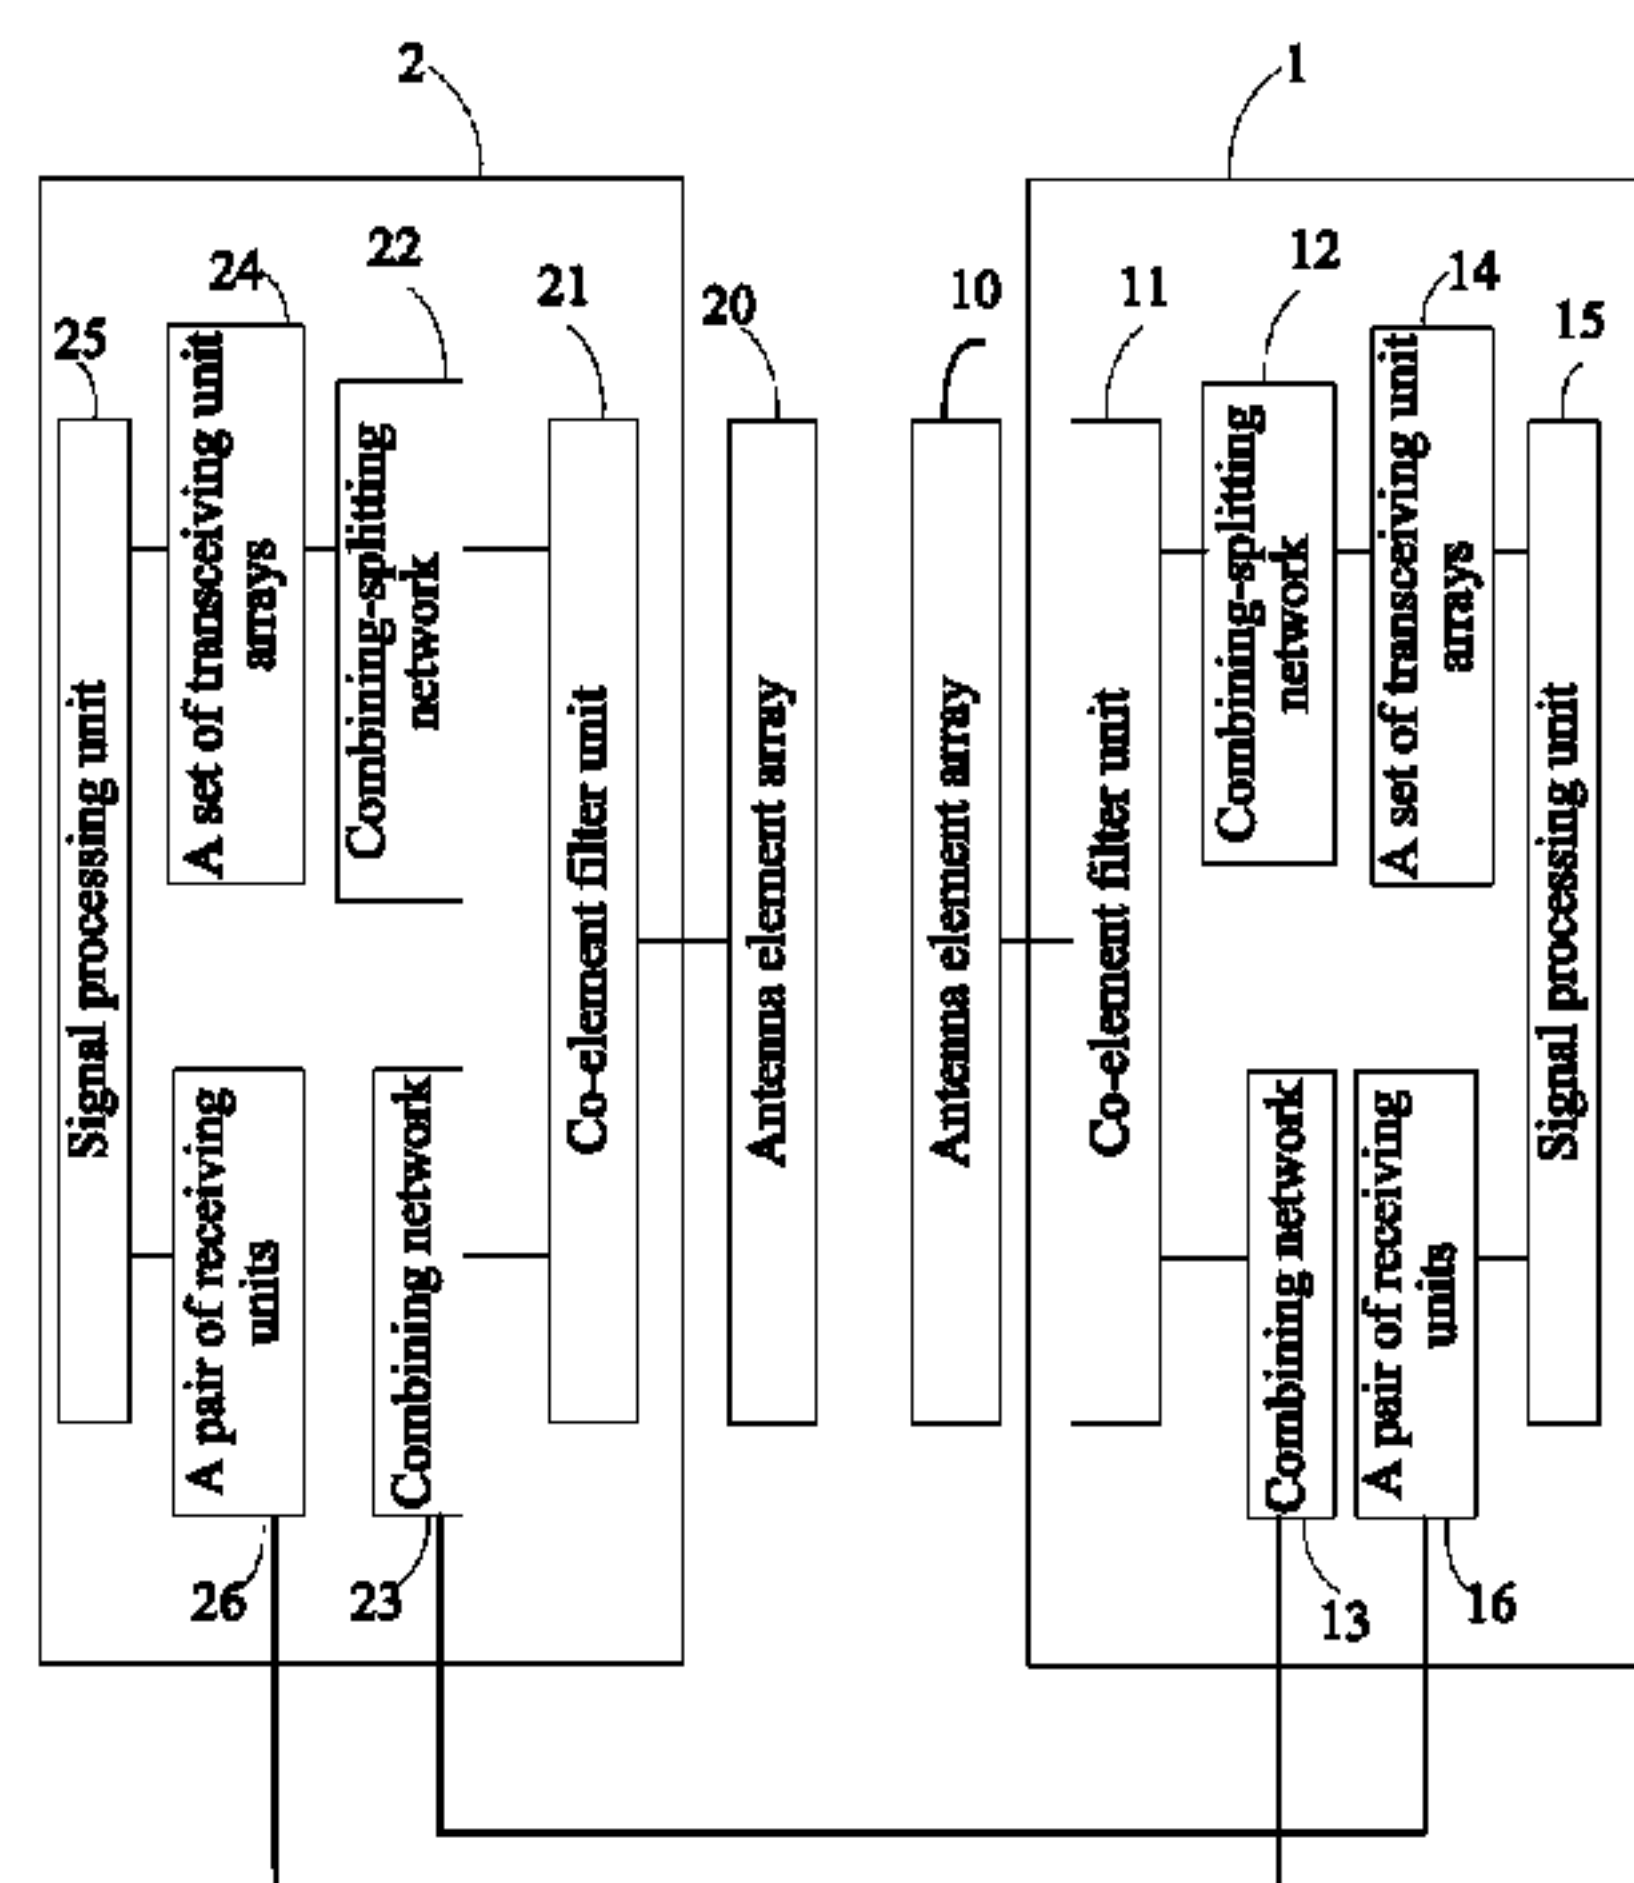 2
1
22
12
24
21
20
10
11
14
25
15
Signal processing unit
A set of transceiving unit
arrays
Combining-splitting
network
Co-element filter unit
Antenna element array
Antenna element array
Co-element filter unit
Combining-splitting
network
A set of transceiving unit
arrays
Signal processing unit
A pair of receiving
units
Combining network
Combining network
A pair of receiving
units
26
23
13
16